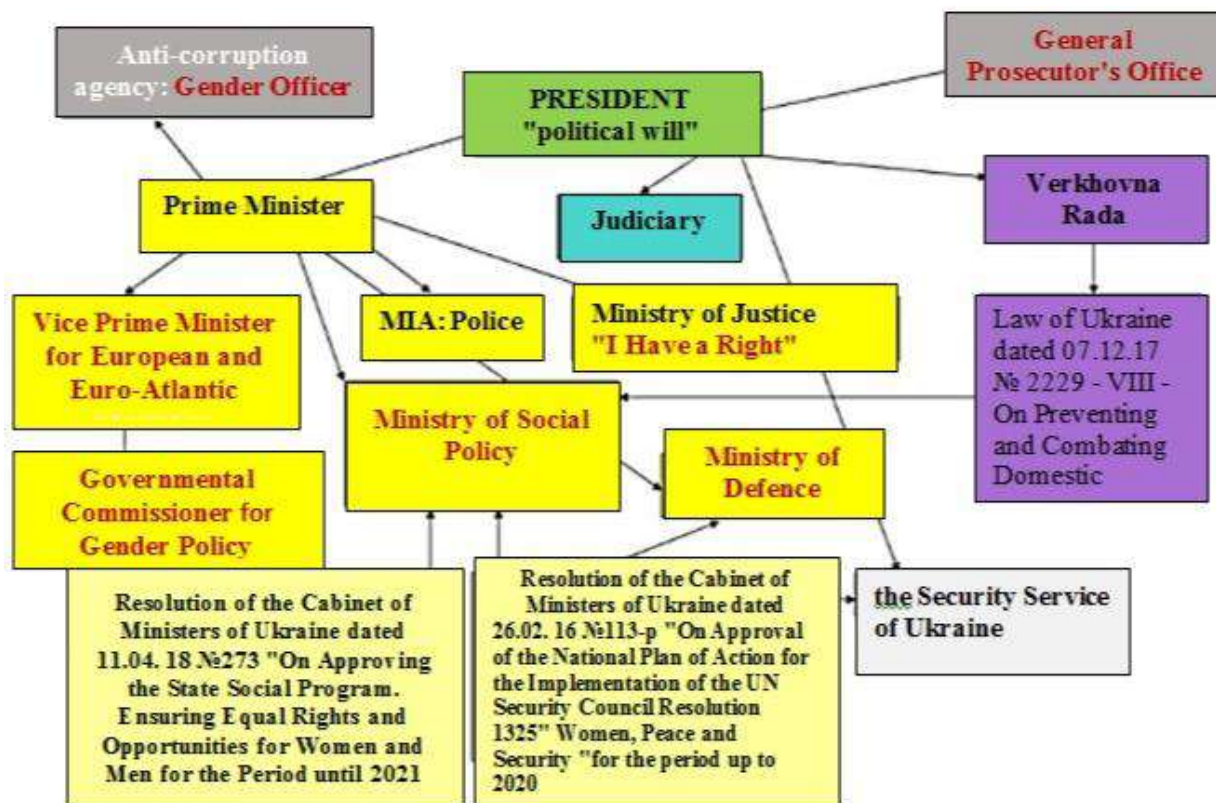 Anti-corruption
agency: Gender Officer
General
Prosecutor's Office
PRESIDENT
"political will"
Prime Minister
Judiciary
Verkhovna
Rada
Vice Prime Minister
for European and
Euro-Atlantic
MIA: Police
Ministry of Justice
"I Have a Right"
Law of Ukraine
dated 07.12.17
№ 2229 - VIII -
On Preventing
and Combating
Domestic
Ministry of Social
Policy
Ministry of
Defence
Governmental
Commissioner for
Gender Policy
Resolution of the Cabinet of
Ministers of Ukraine dated
11.04. 18 №273 "On Approving
the State Social Program.
Ensuring Equal Rights and
Opportunities for Women and
Men for the Period until 2021
Resolution of the Cabinet of
Ministers of Ukraine dated
26.02. 16 №113-p "On Approval
of the National Plan of Action for
the Implementation of the UN
Security Council Resolution
1325" Women, Peace and
Security "for the period up to
2020
the Security Service
of Ukraine